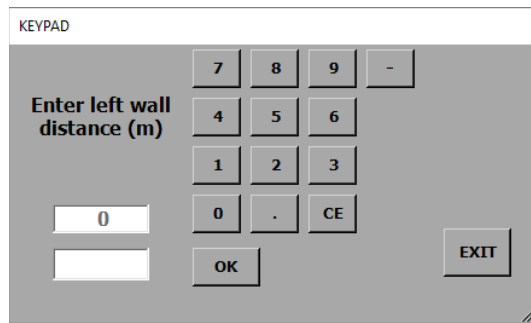 KEYPAD
7 8 9 -
Enter left wall
distance (m)
4 5 6
1 2 3
0
0 . CE
OK
EXIT